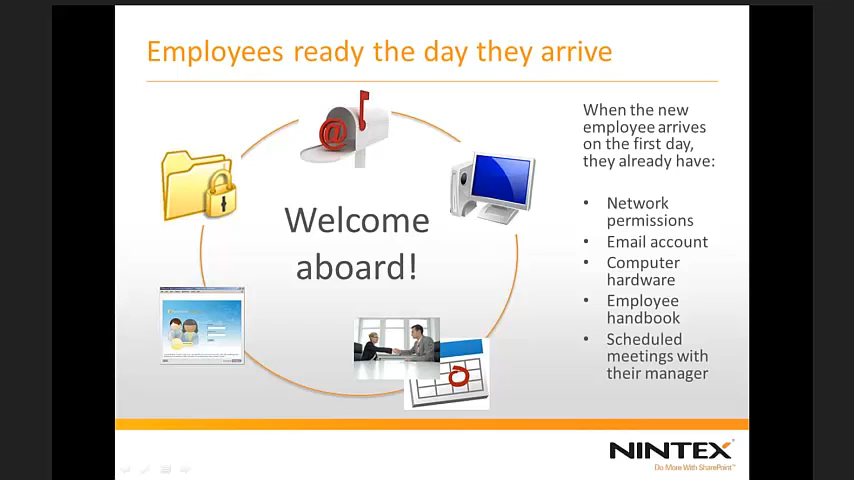 Employees ready the day they arrive
When the new
employee arrives
on the first day,
they already have:
Welcome
aboard!
• Network
permissions
• Email account
• Computer
hardware
• Employee
handbook
• Scheduled
meetings with
their manager
@
NINTEX
Do More With SharePoint™